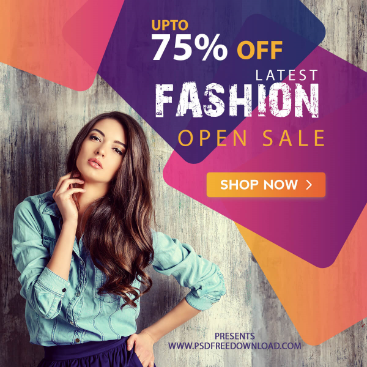 UPTO
75% OFF
LATEST
FASHION
OPEN SALE
SHOP NOW >
PRESENTS
WWW.PSDFREEDOWNLOAD.COM